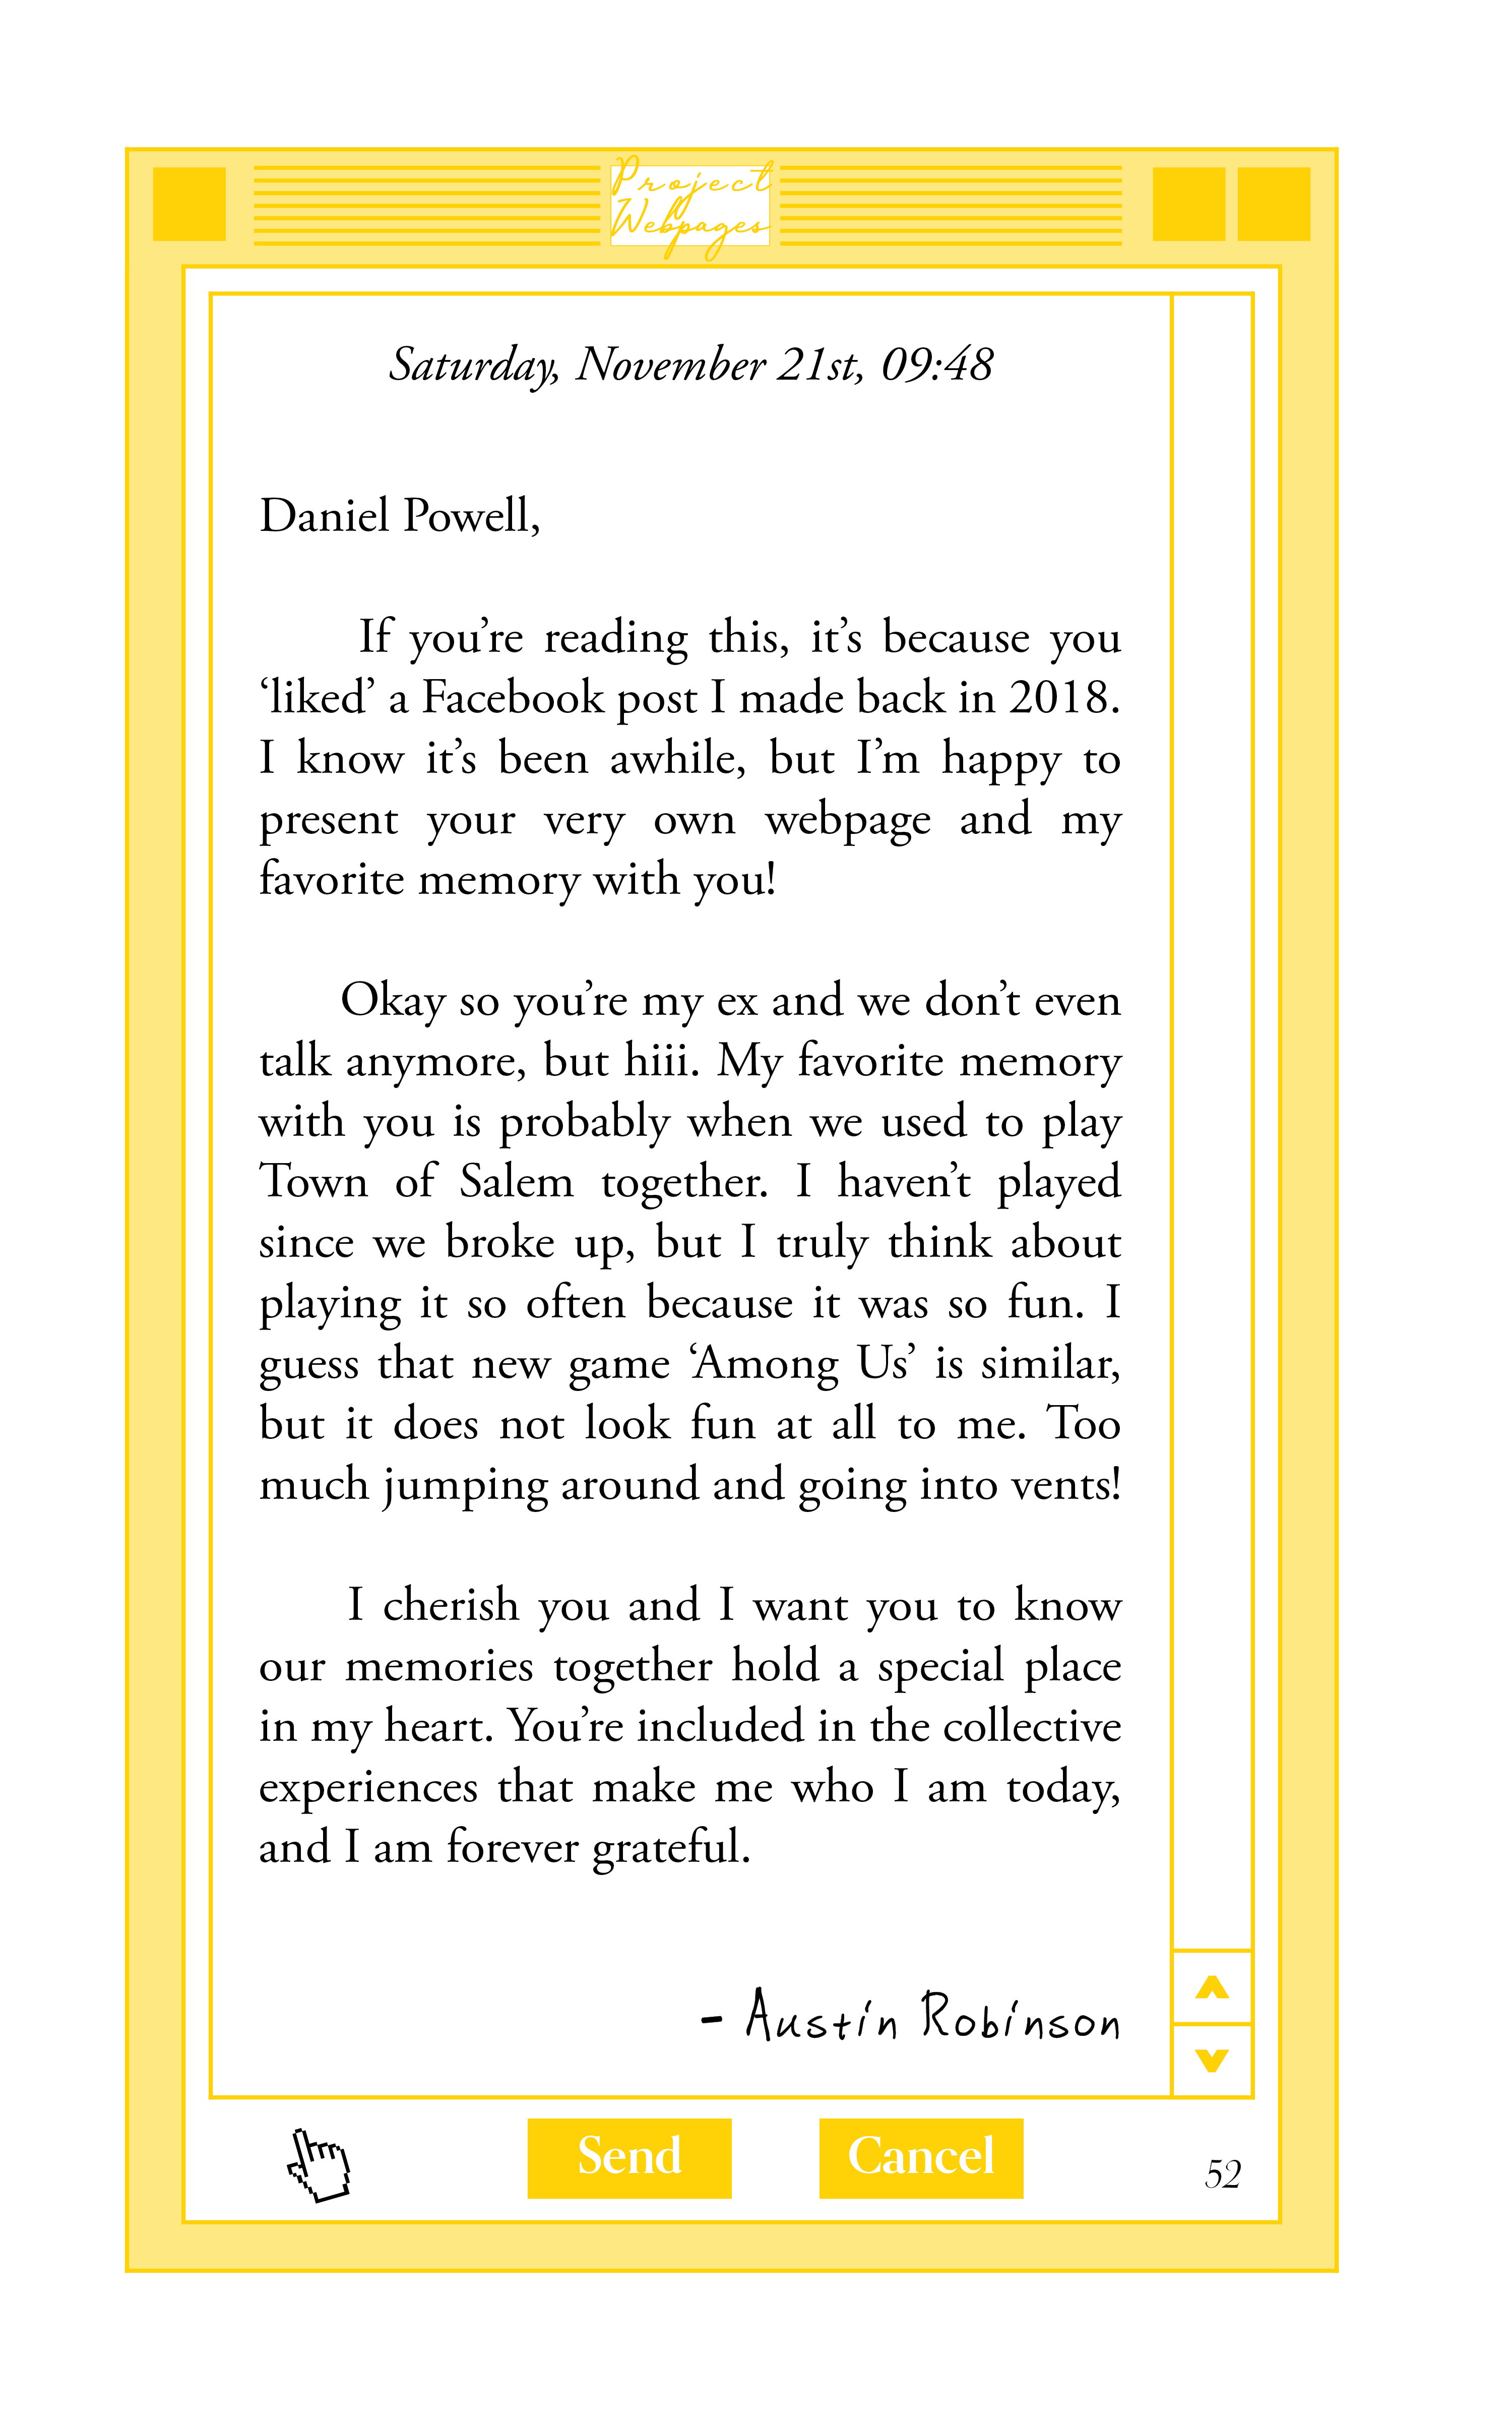 Project
Webpages
Saturday, November 21st, 09:48
Daniel Powell,
If you're reading this, it's because you
‘liked’ a Facebook post I made back in 2018.
I know it's been awhile, but I'm happy to
present your very own webpage and my
favorite memory with you!
Okay so you're my ex and we don't even
talk anymore, but hiii. My favorite memory
with you is probably when we used to play
Town of Salem together. I haven't played
since we broke up, but I truly think about
playing it so often because it was so fun. I
guess that new game ‘Among Us’ is similar,
but it does not look fun at all to me. Too
much jumping around and going into vents!
I cherish you and I want you to know
our memories together hold a special place
in my heart. You're included in the collective
experiences that make me who I am today,
and I am forever grateful.
- Austin Robinson
Send Cancel
52